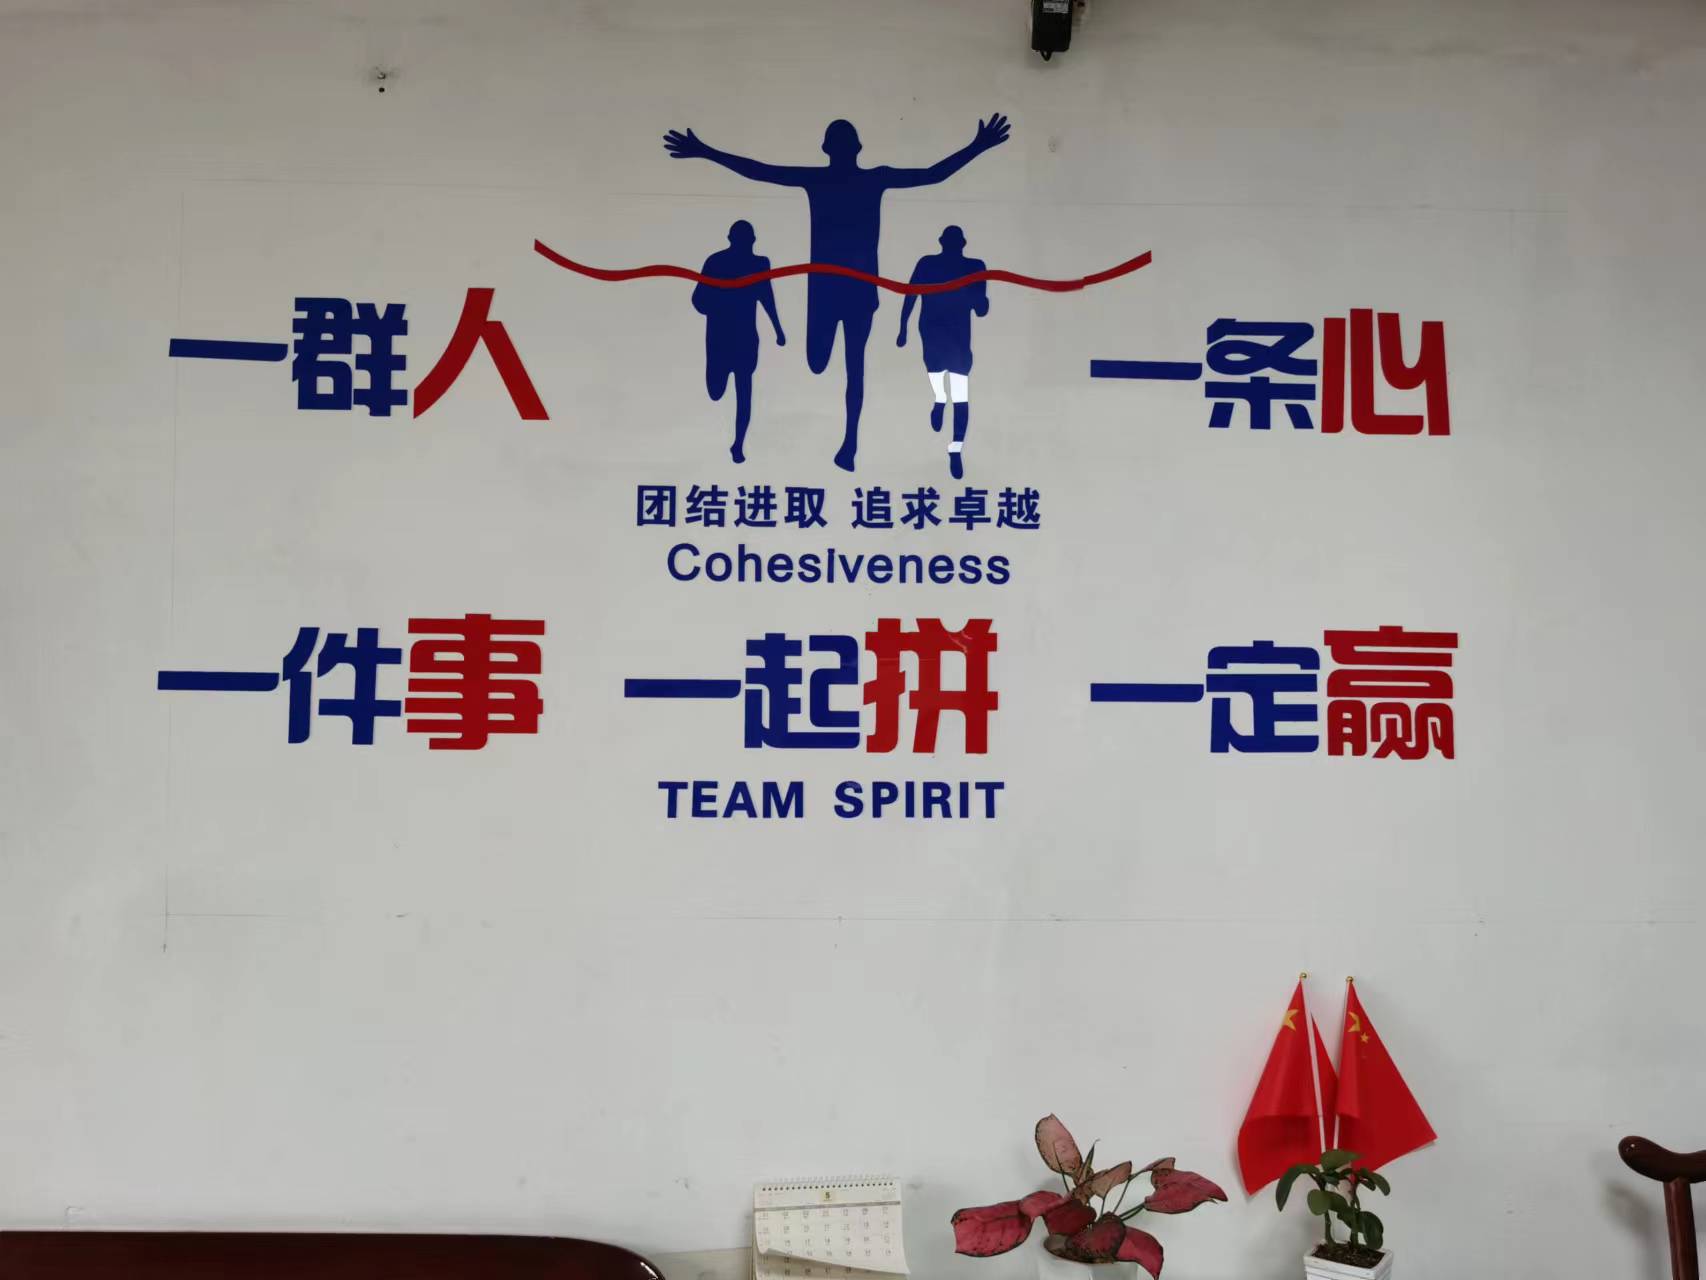 一群人
一条心
团结进取 追求卓越
Cohesiveness
一件事 一起拼 一定赢
TEAM SPIRIT
5